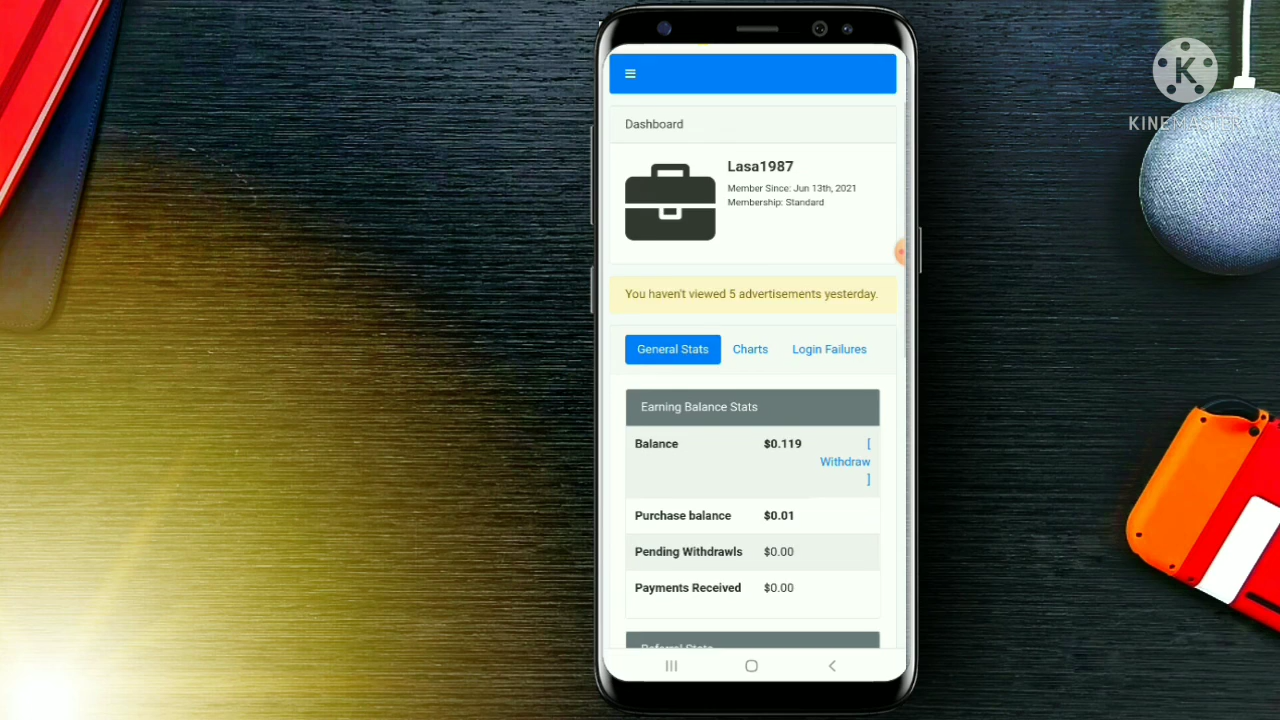 KINEMASTER
Dashboard
Lasa1987
Member Since: Jun 13th, 2021
Membership: Standard
You haven't viewed 5 advertisements yesterday.
General Stats Charts Login Failures
Earning Balance Stats
Balance $0.119 [
Withdraw
]
Purchase balance $0.01
Pending Withdrawls $0.00
Payments Received $0.00
Referral Stats